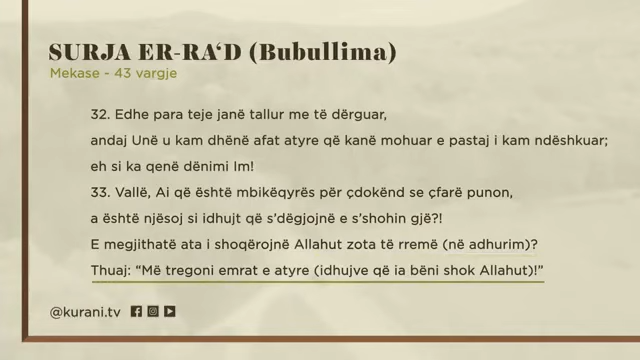 SURJA ER-RA‘D (Bubullima)
Mekase - 43 vargje
32. Edhe para teje janë tallur me të dërguar,
andaj Unë u kam dhënë afat atyre që kanë mohuar e pastaj i kam ndëshkuar;
eh si ka qenë dënimi Im!
33. Vallë, Ai që është mbikëqyrës për çdokënd se çfarë punon,
a është njësoj si idhujt që s’dëgjojnë e s’shohin gjë?!
E megjithatë ata i shoqërojnë Allahut zota të rremë (në adhurim)?
Thuaj: “Më tregoni emrat e atyre (idhujve që ia bëni shok Allahut)!”
@kurani.tv